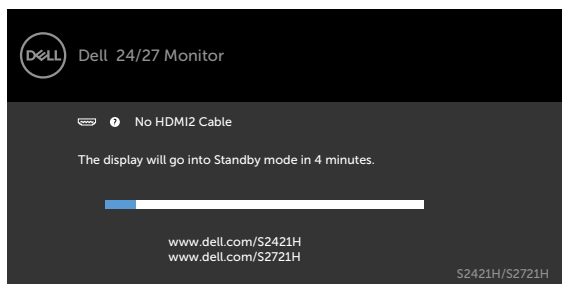 DELL Dell 24/27 Monitor
? No HDMI2 Cable
The display will go into Standby mode in 4 minutes.
www.dell.com/S2421H
www.dell.com/S2721H
S2421H/S2721H